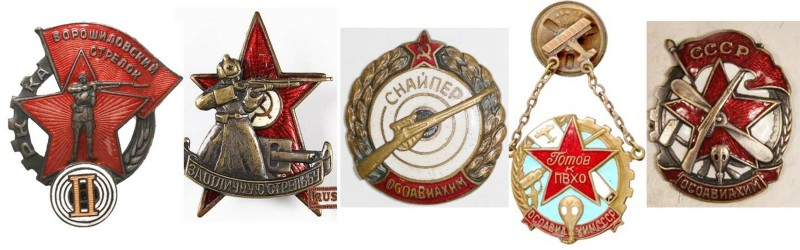 ВОРОШИЛОВСКИЙ
СТРЕЛОК
РККА
II
ЗА ОТЛИЧНУЮ СТРЕЛЬБУ
RUS
СНАЙПЕР
ОСОАВИАХИМ
Готов
к
ПВХО
ОСОАВИАХИМ СССР
СССР
ОСОАВИАХИМ